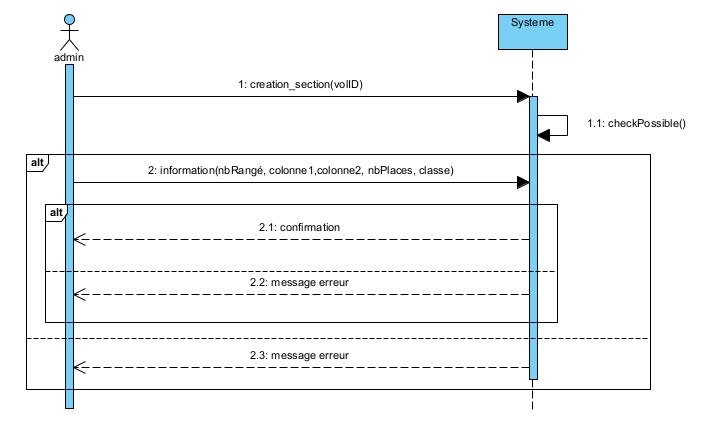 Systeme
admin
1: creation_section(volID)
1.1: checkPossible()
alt
2: information(nbRangé, colonne1,colonne2, nbPlaces, classe)
alt
2.1: confirmation
2.2: message erreur
2.3: message erreur